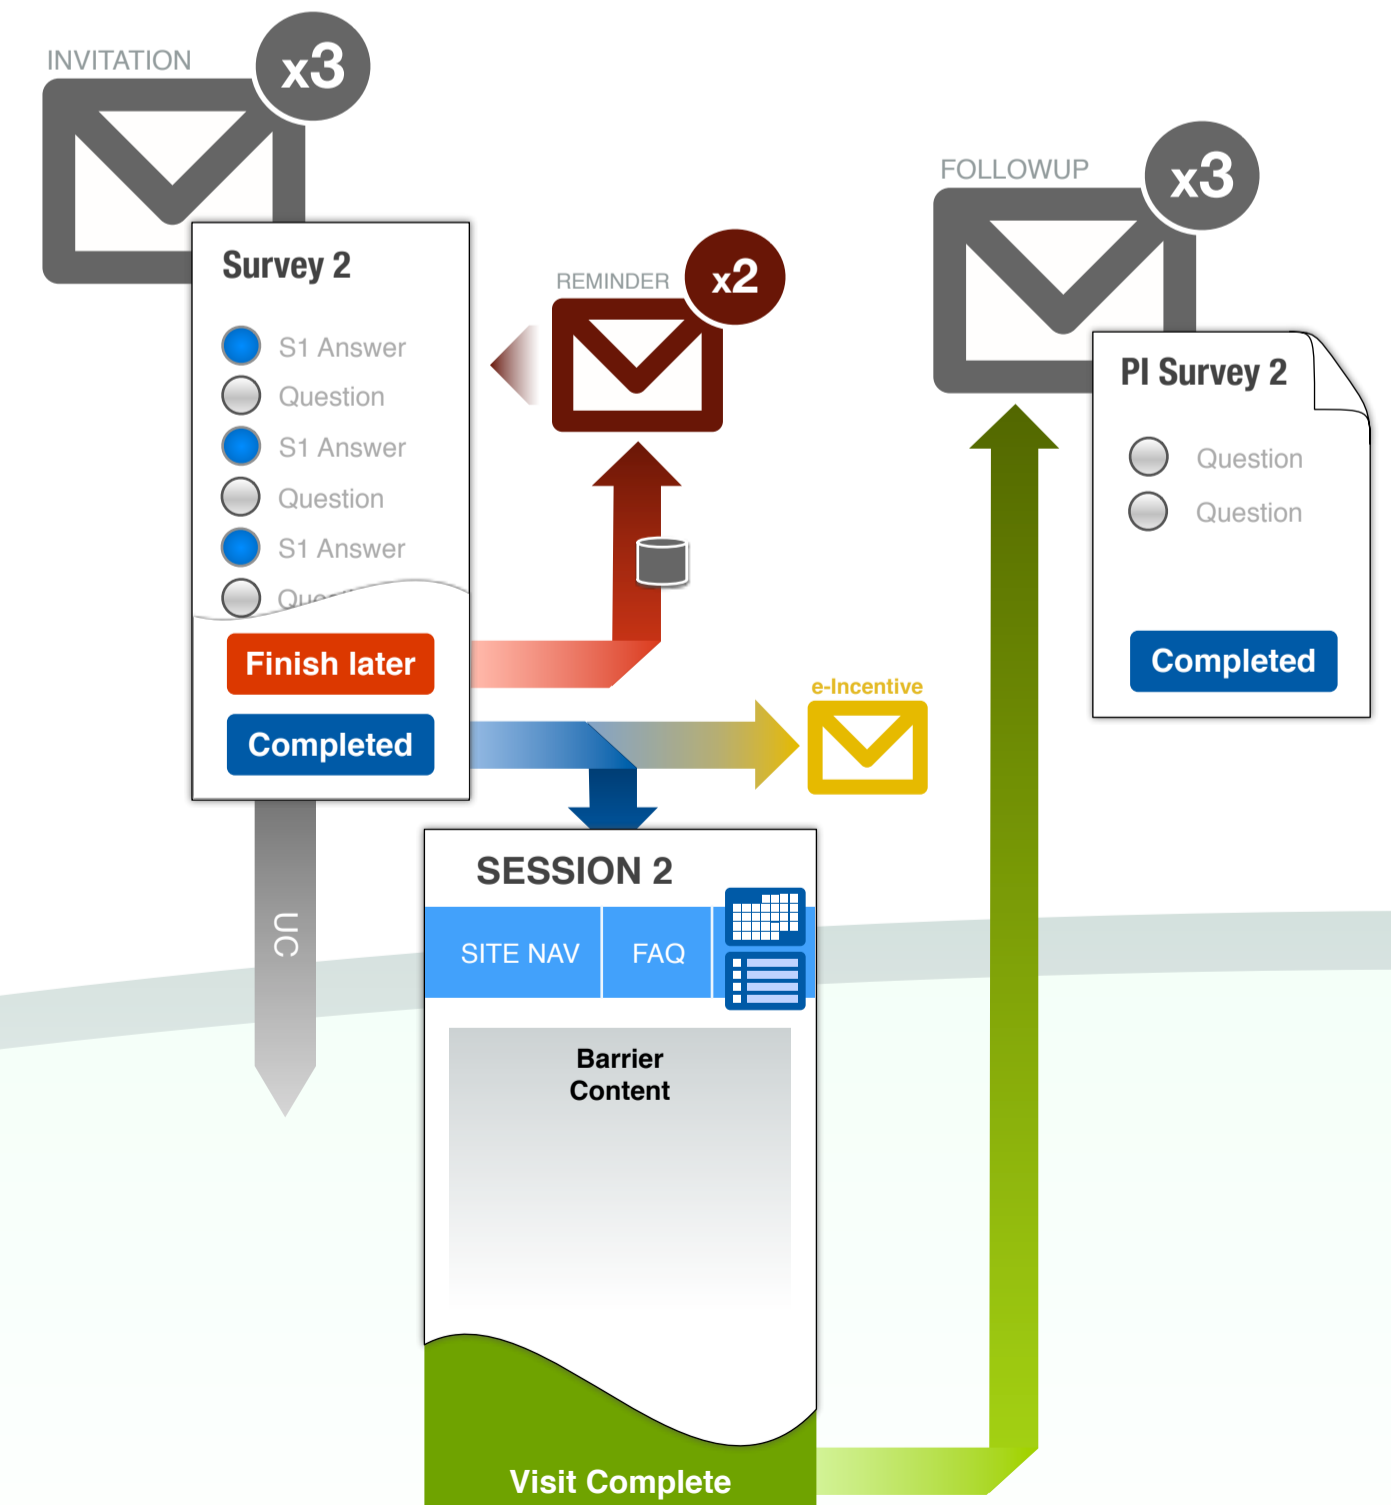 INVITATION
x3
Survey 2
S1 Answer
Question
S1 Answer
Question
S1 Answer
Finish later
Completed
UC
REMINDER
x2
e-Incentive
SESSION 2
SITE NAV
FAQ
Barrier
Content
Visit Complete
FOLLOWUP
x3
PI Survey 2
Question
Question
Completed